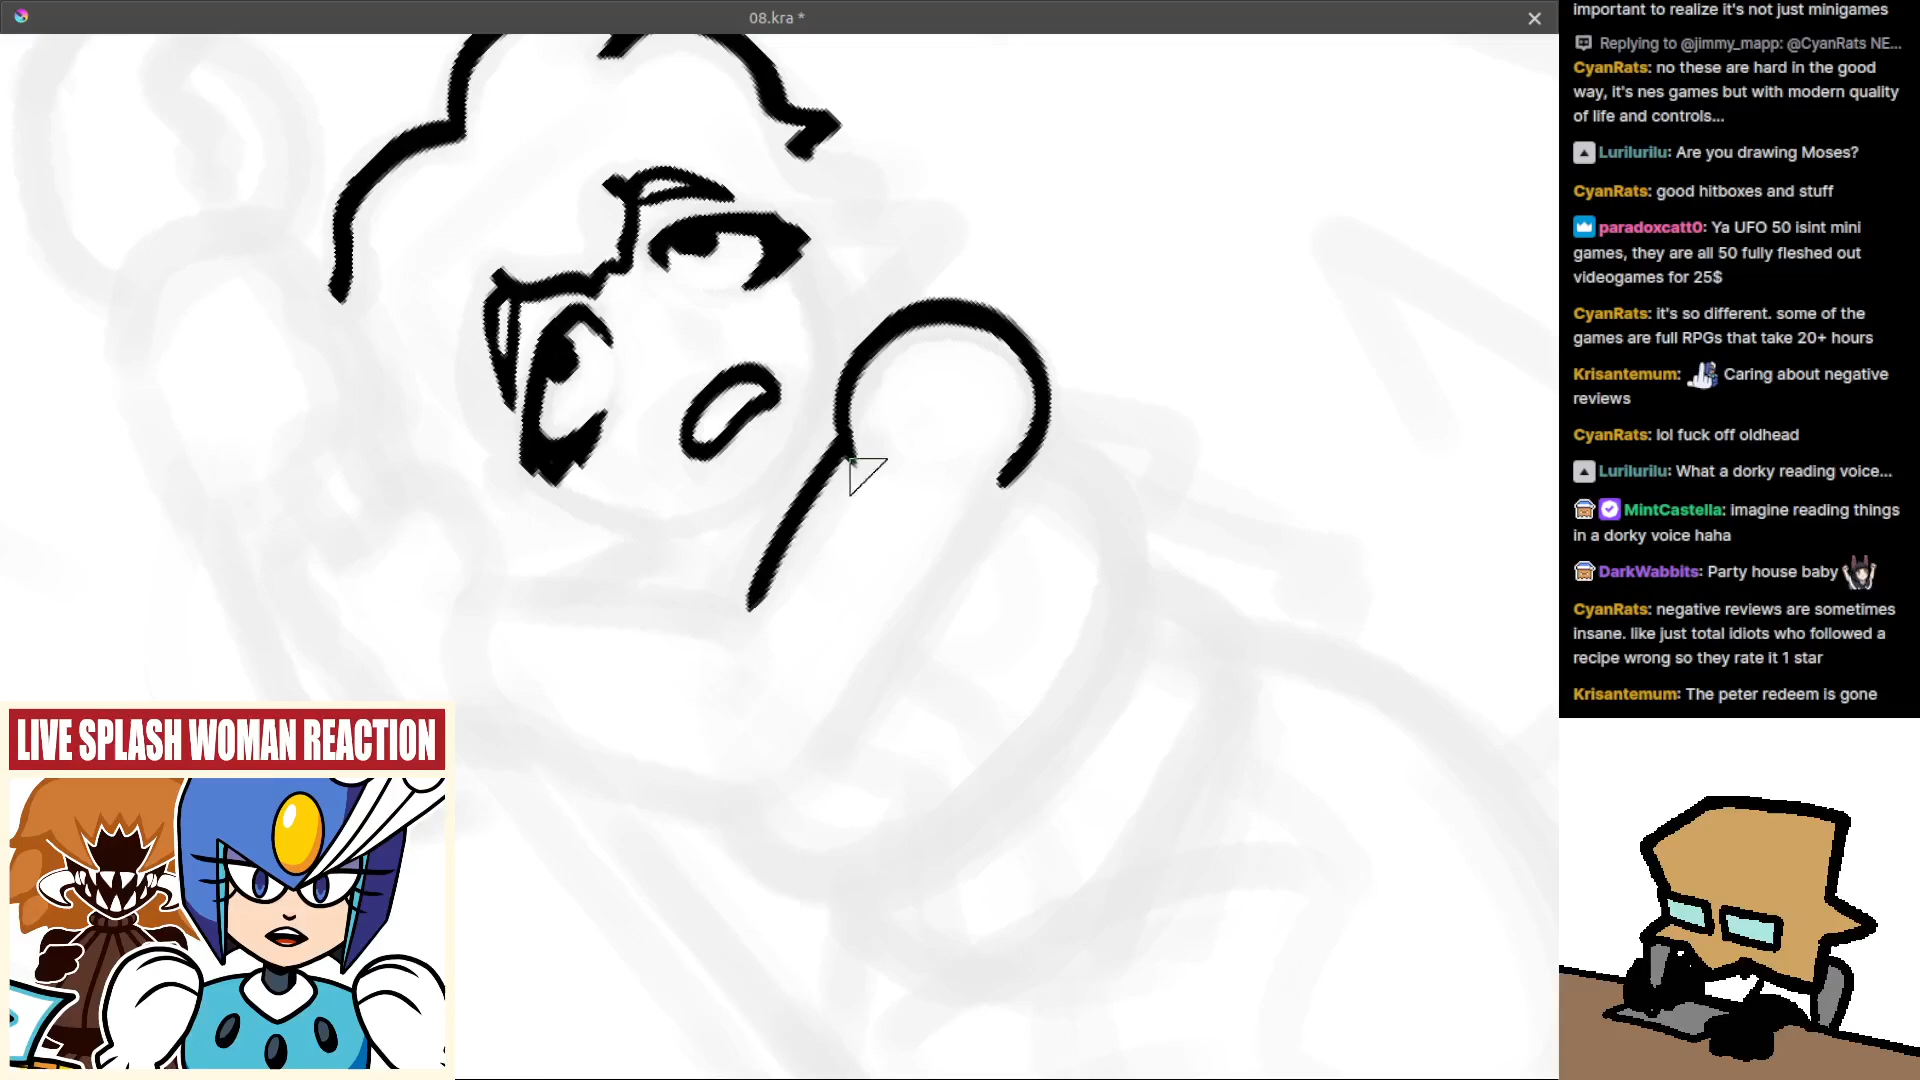 08.kra *
important to realize it's not just minigames
Replying to @jimmy_mapp: @CyanRats NE...
CyanRats: no these are hard in the good
way, it's nes games but with modern quality
of life and controls...
Lurilurilu: Are you drawing Moses?
CyanRats: good hitboxes and stuff
paradoxcatt0: Ya UFO 50 isint mini
games, they are all 50 fully fleshed out
videogames for 25$
CyanRats: it's so different. some of the
games are full RPGs that take 20+ hours
Krisantemum: Caring about negative
reviews
CyanRats: lol fuck off oldhead
Lurilurilu: What a dorky reading voice...
MintCastella: imagine reading things
in a dorky voice haha
DarkWabbits: Party house baby
CyanRats: negative reviews are sometimes
insane. like just total idiots who followed a
recipe wrong so they rate it 1 star
Krisantemum: The peter redeem is gone
LIVE SPLASH WOMAN REACTION